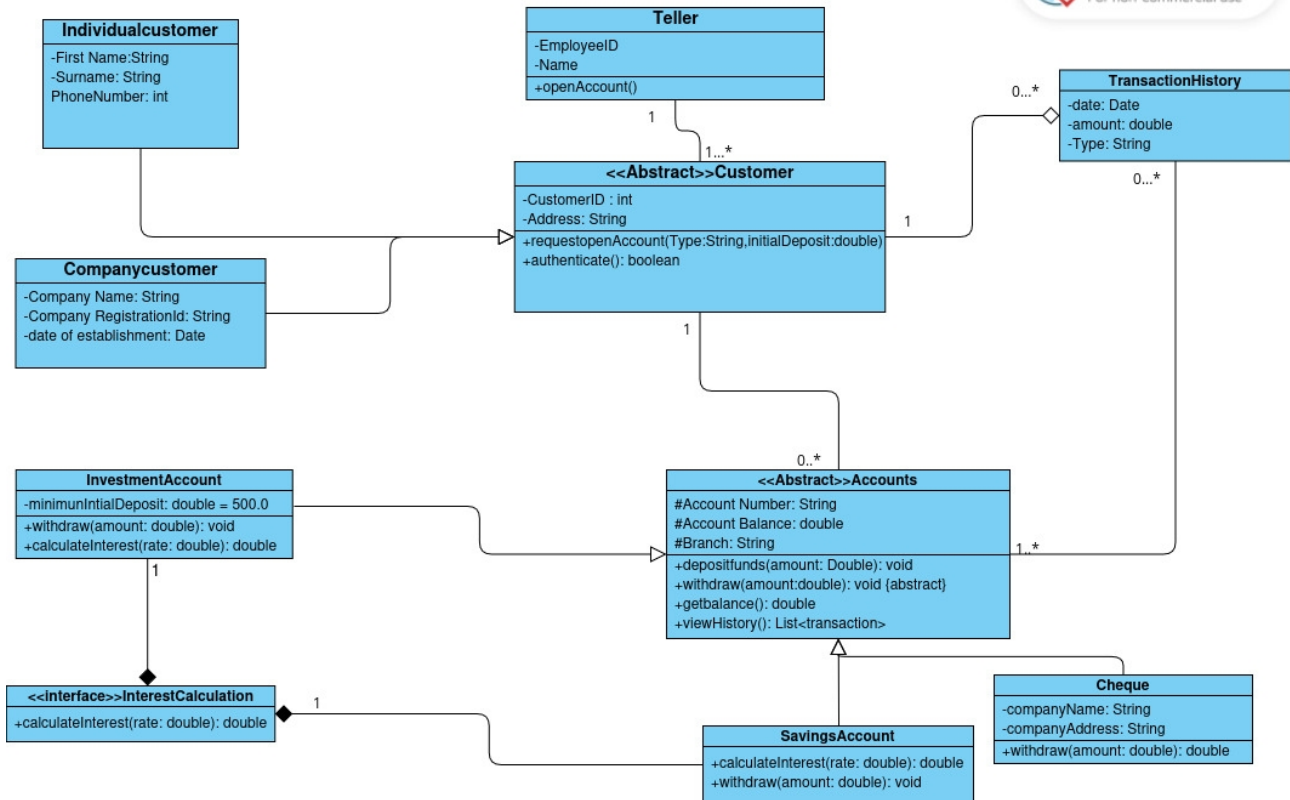 For non-commercial use
Individualcustomer
-First Name:String
-Surname: String
PhoneNumber: int
Teller
-EmployeeID
-Name
+openAccount()
TransactionHistory
-date: Date
-amount: double
-Type: String
1
1...*
0...*
0...*
<<Abstract>>Customer
-CustomerID : int
-Address: String
+requestopenAccount(Type:String,initialDeposit:double)
+authenticate(): boolean
1
Companycustomer
-Company Name: String
-Company RegistrationId: String
-date of establishment: Date
1
0..*
InvestmentAccount
-minimunIntialDeposit: double = 500.0
+withdraw(amount: double): void
+calculateInterest(rate: double): double
<<Abstract>>Accounts
#Account Number: String
#Account Balance: double
#Branch: String
+depositfunds(amount: Double): void
+withdraw(amount:double): void {abstract}
+getbalance(): double
+viewHistory(): List<transaction>
1..*
1
<<interface>>InterestCalculation
+calculateInterest(rate: double): double
1
Cheque
-companyName: String
-companyAddress: String
+withdraw(amount: double): double
SavingsAccount
+calculateInterest(rate: double): double
+withdraw(amount: double): void